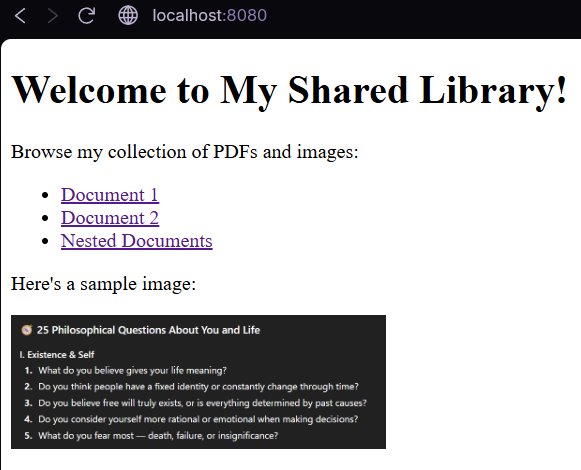 localhost:8080
Welcome to My Shared Library!
Browse my collection of PDFs and images:
Document 1
Document 2
Nested Documents
Here's a sample image:
25 Philosophical Questions About You and Life
I. Existence & Self
1. What do you believe gives your life meaning?
2. Do you think people have a fixed identity or constantly change through time?
3. Do you believe free will truly exists, or is everything determined by past causes?
4. Do you consider yourself more rational or emotional when making decisions?
5. What do you fear most — death, failure, or insignificance?